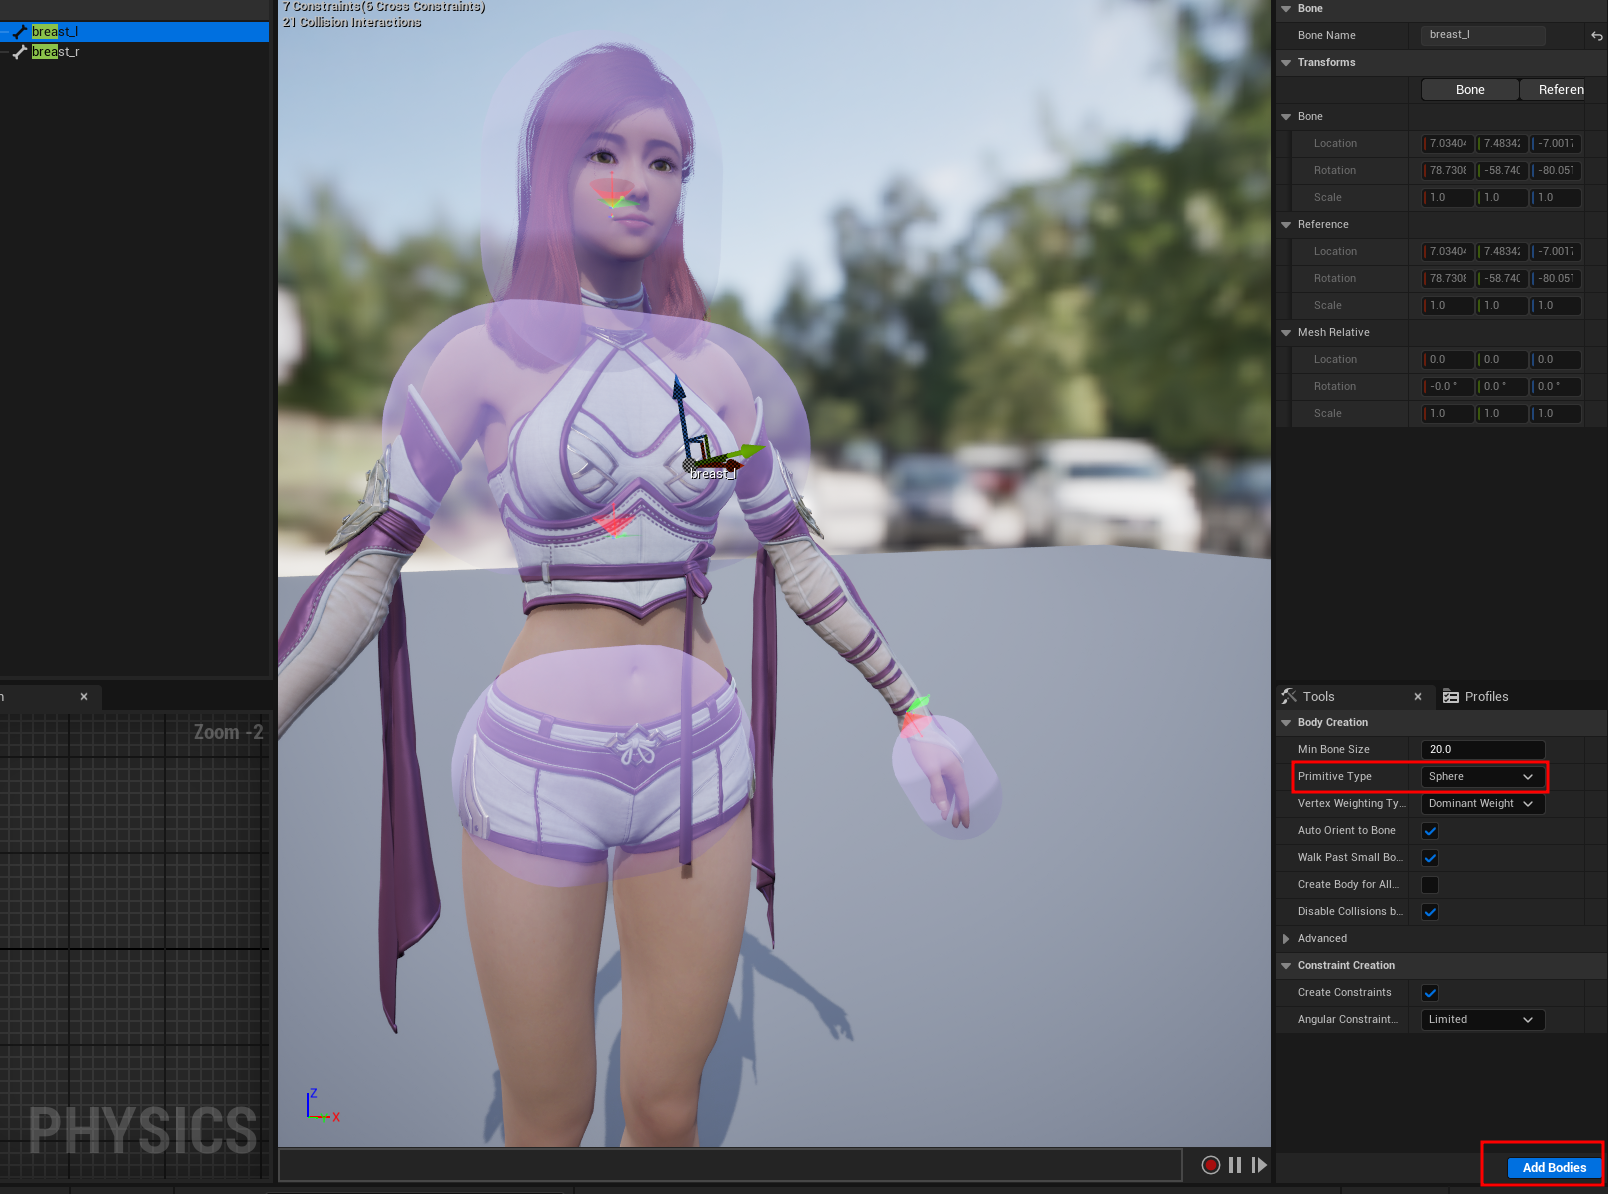 7 Constraints(6 Cross Constraints)
21 Collision Interactions
breast_l
breast_r
breast_l
Zoom -2
PHYSICS
Z
X
Bone
Bone Name
breast_l
Transforms
Bone
Referen
Bone
Location
7.0340
7.4834
-7.001
Rotation
78.730
-58.74
-80.05
Scale
1.0
1.0
1.0
Reference
Location
7.0340
7.4834
-7.001
Rotation
78.730
-58.74
-80.05
Scale
1.0
1.0
1.0
Mesh Relative
Location
0.0
0.0
0.0
Rotation
-0.0 °
0.0 °
0.0 °
Scale
1.0
1.0
1.0
Tools
Profiles
Body Creation
Min Bone Size
20.0
Primitive Type
Sphere
Vertex Weighting Ty...
Dominant Weight
Auto Orient to Bone
Walk Past Small Bo...
Create Body for All...
Disable Collisions b...
Advanced
Constraint Creation
Create Constraints
Angular Constraint...
Limited
Add Bodies